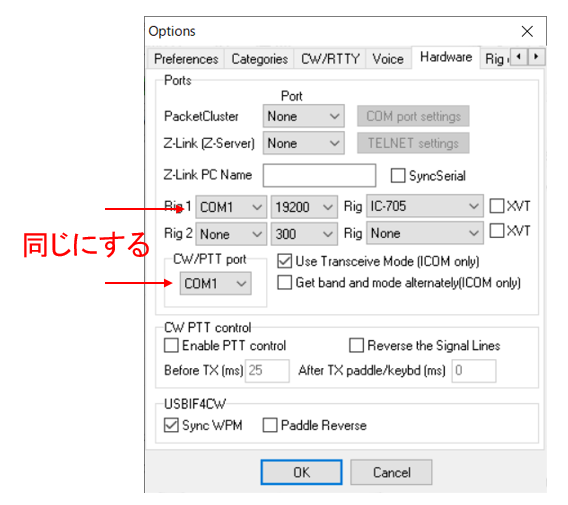 Options
Preferences Categories CW/RTTY Voice Hardware Rig
Ports
Port
PacketCluster None COM port settings
Z-Link (Z-Server) None TELNET settings
Z-Link PC Name SyncSerial
Rig 1 COM1 19200 Rig IC-705 XVT
Rig 2 None 300 Rig None XVT
同じにする
CW/PTT port
COM1
Use Transceive Mode (ICOM only)
Get band and mode alternately(ICOM only)
CW PTT control
Enable PTT control Reverse the Signal Lines
Before TX (ms) 25 After TX paddle/keybd (ms) 0
USBIF4CW
Sync WPM Paddle Reverse
OK Cancel